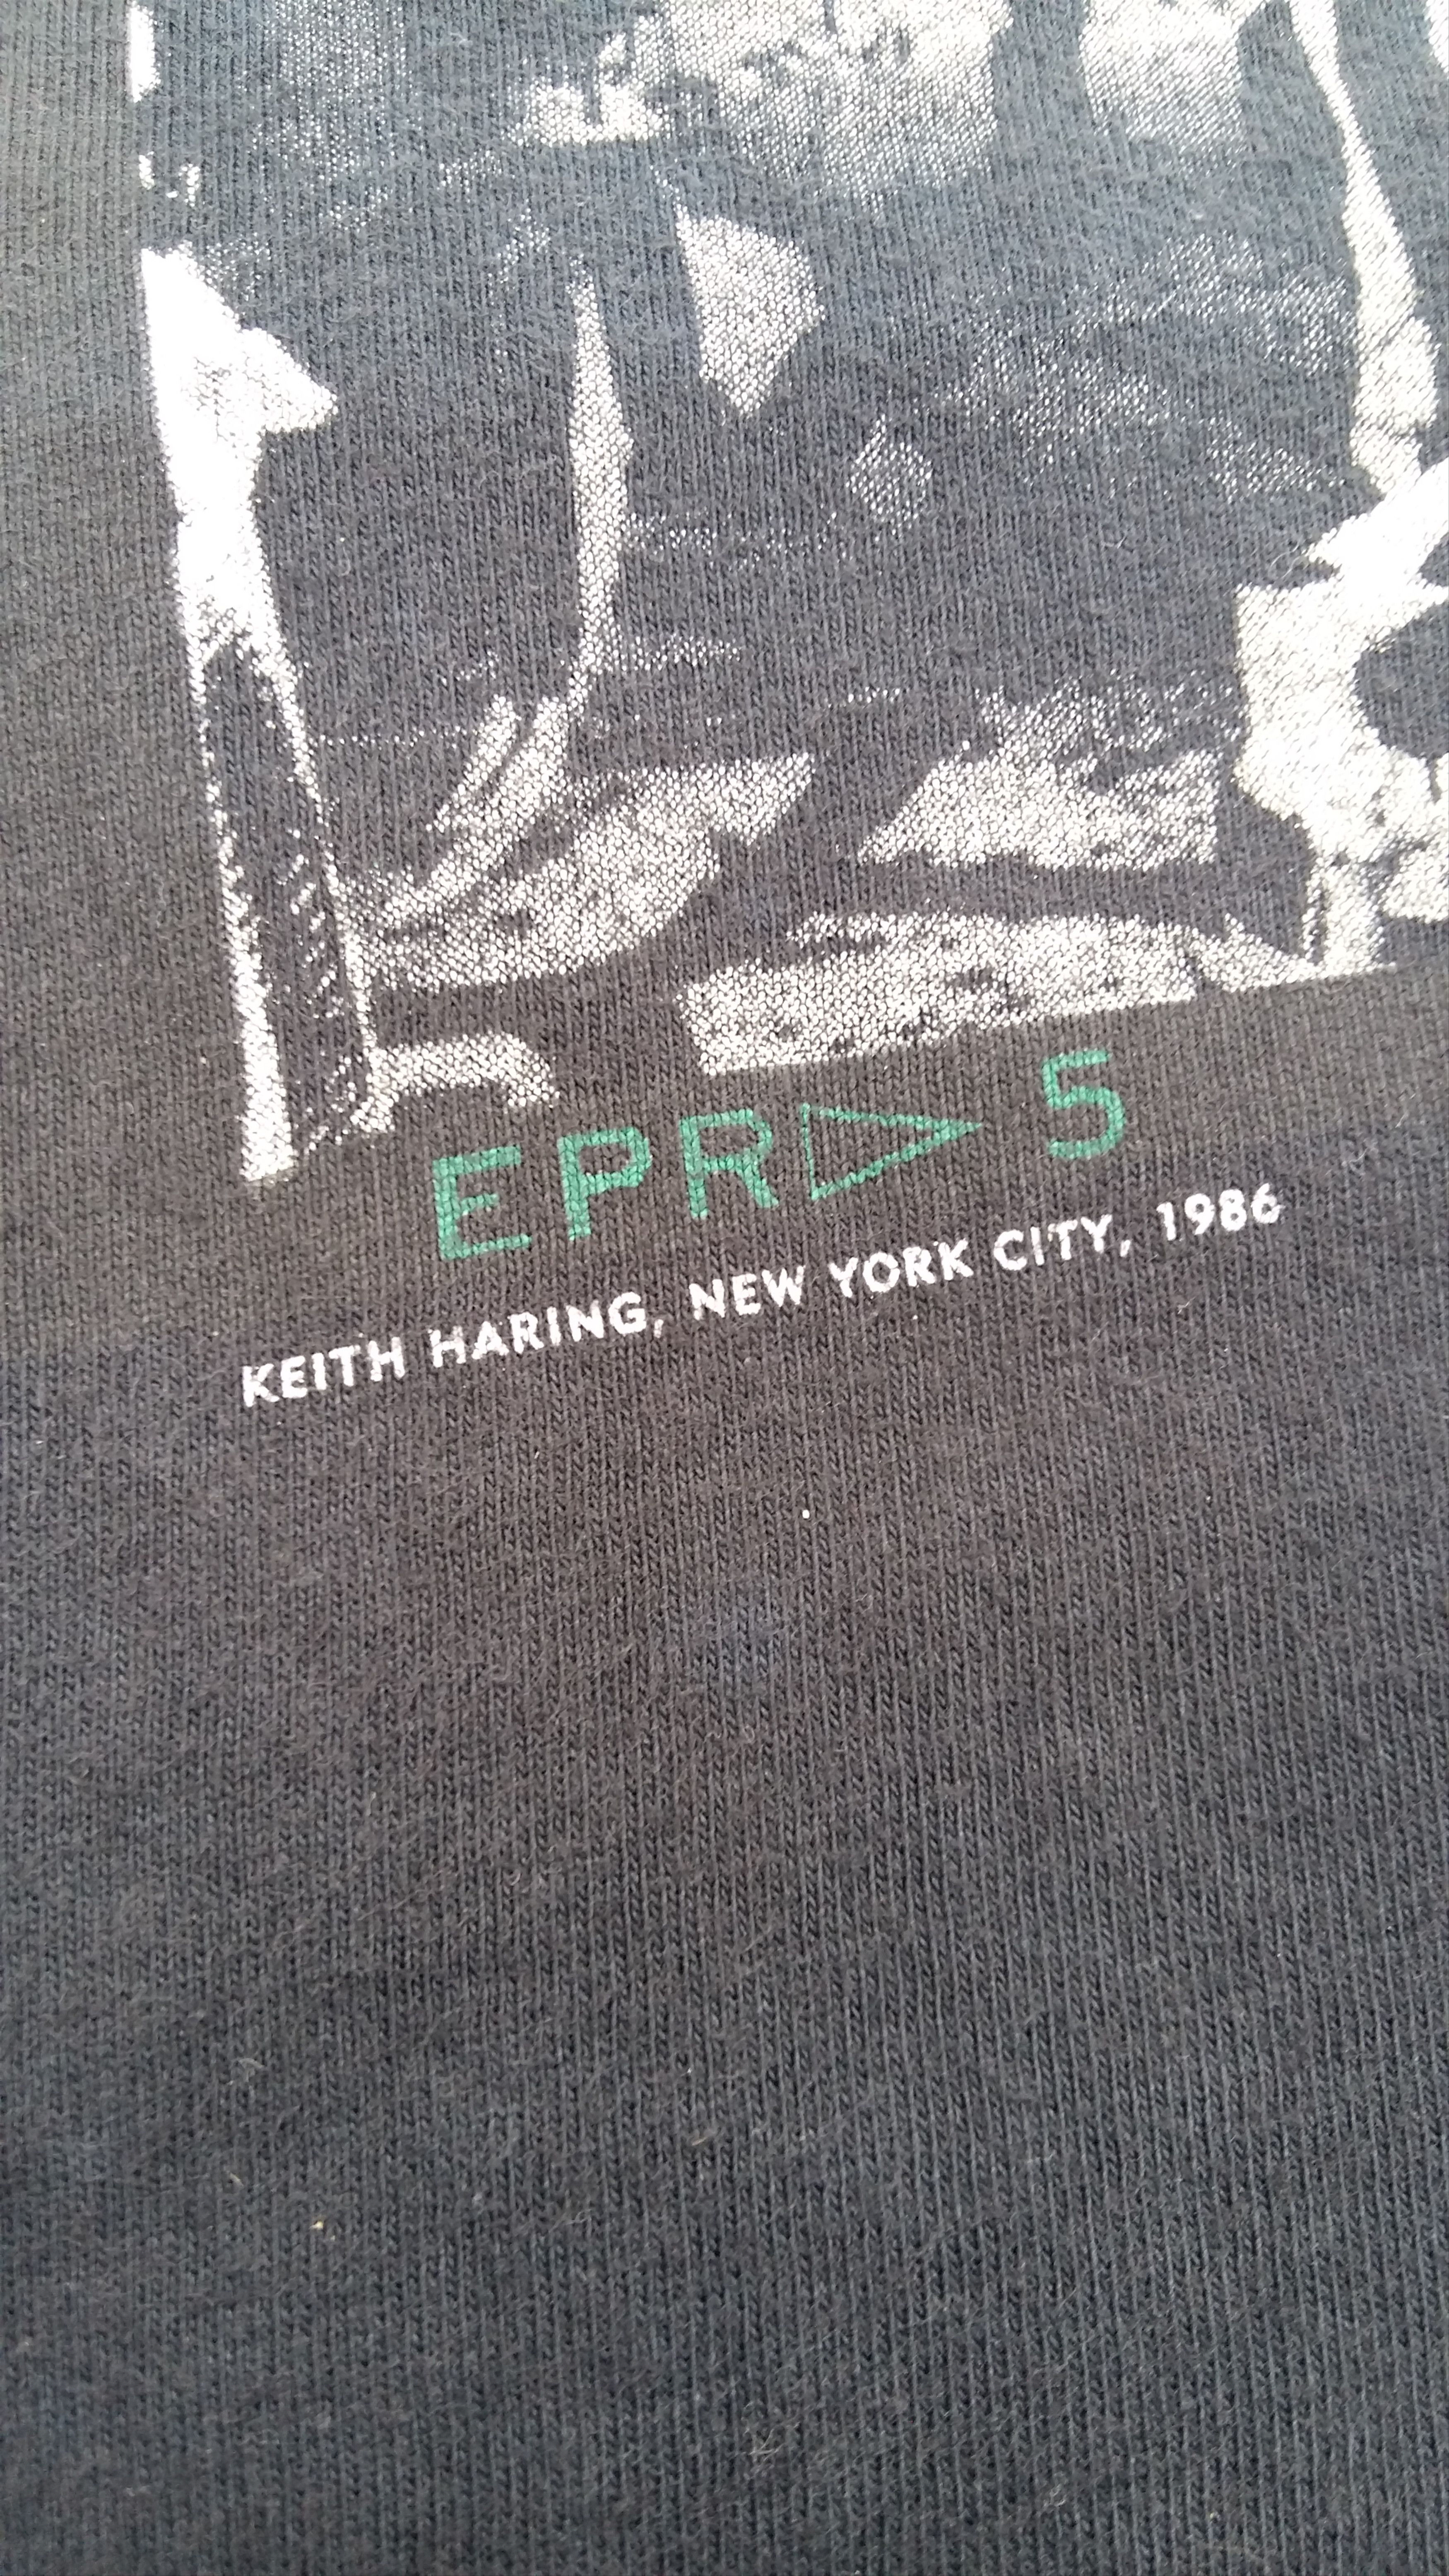 EPR▷ 5
KEITH HARING, NEW YORK CITY, 1986